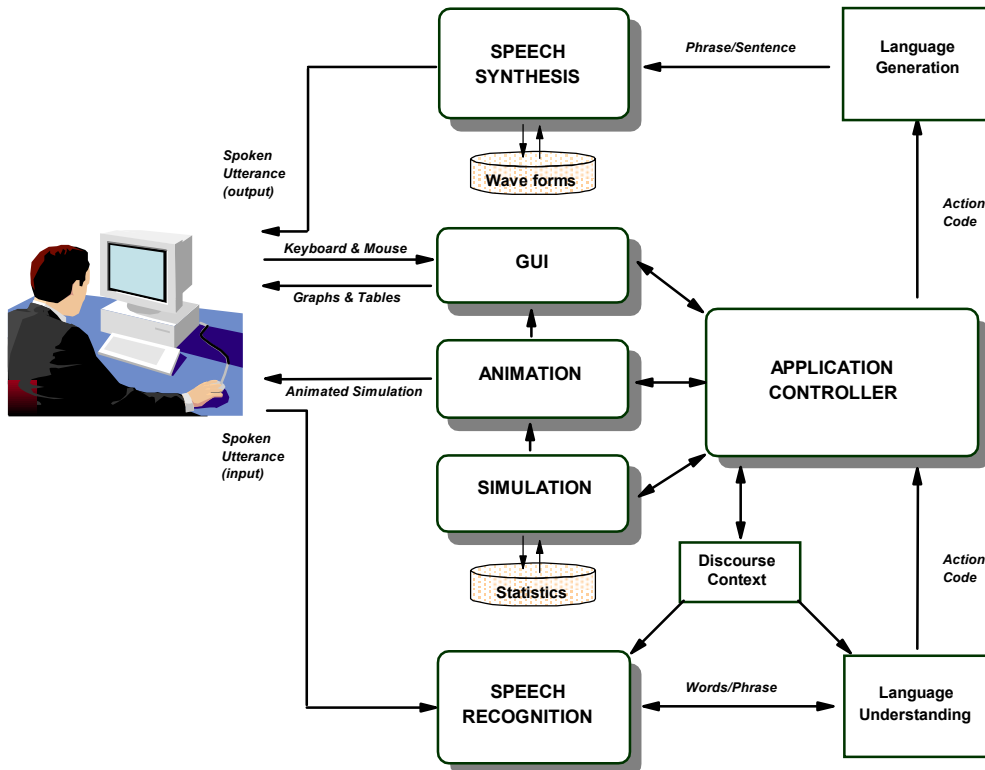 SPEECH
SYNTHESIS
Phrase/Sentence
Language
Generation
Spoken
Utterance
(output)
Wave forms
Action
Code
Keyboard & Mouse
GUI
Graphs & Tables
ANIMATION
Animated Simulation
APPLICATION
CONTROLLER
Spoken
Utterance
(input)
SIMULATION
Statistics
Discourse
Context
Action
Code
SPEECH
RECOGNITION
Words/Phrase
Language
Understanding